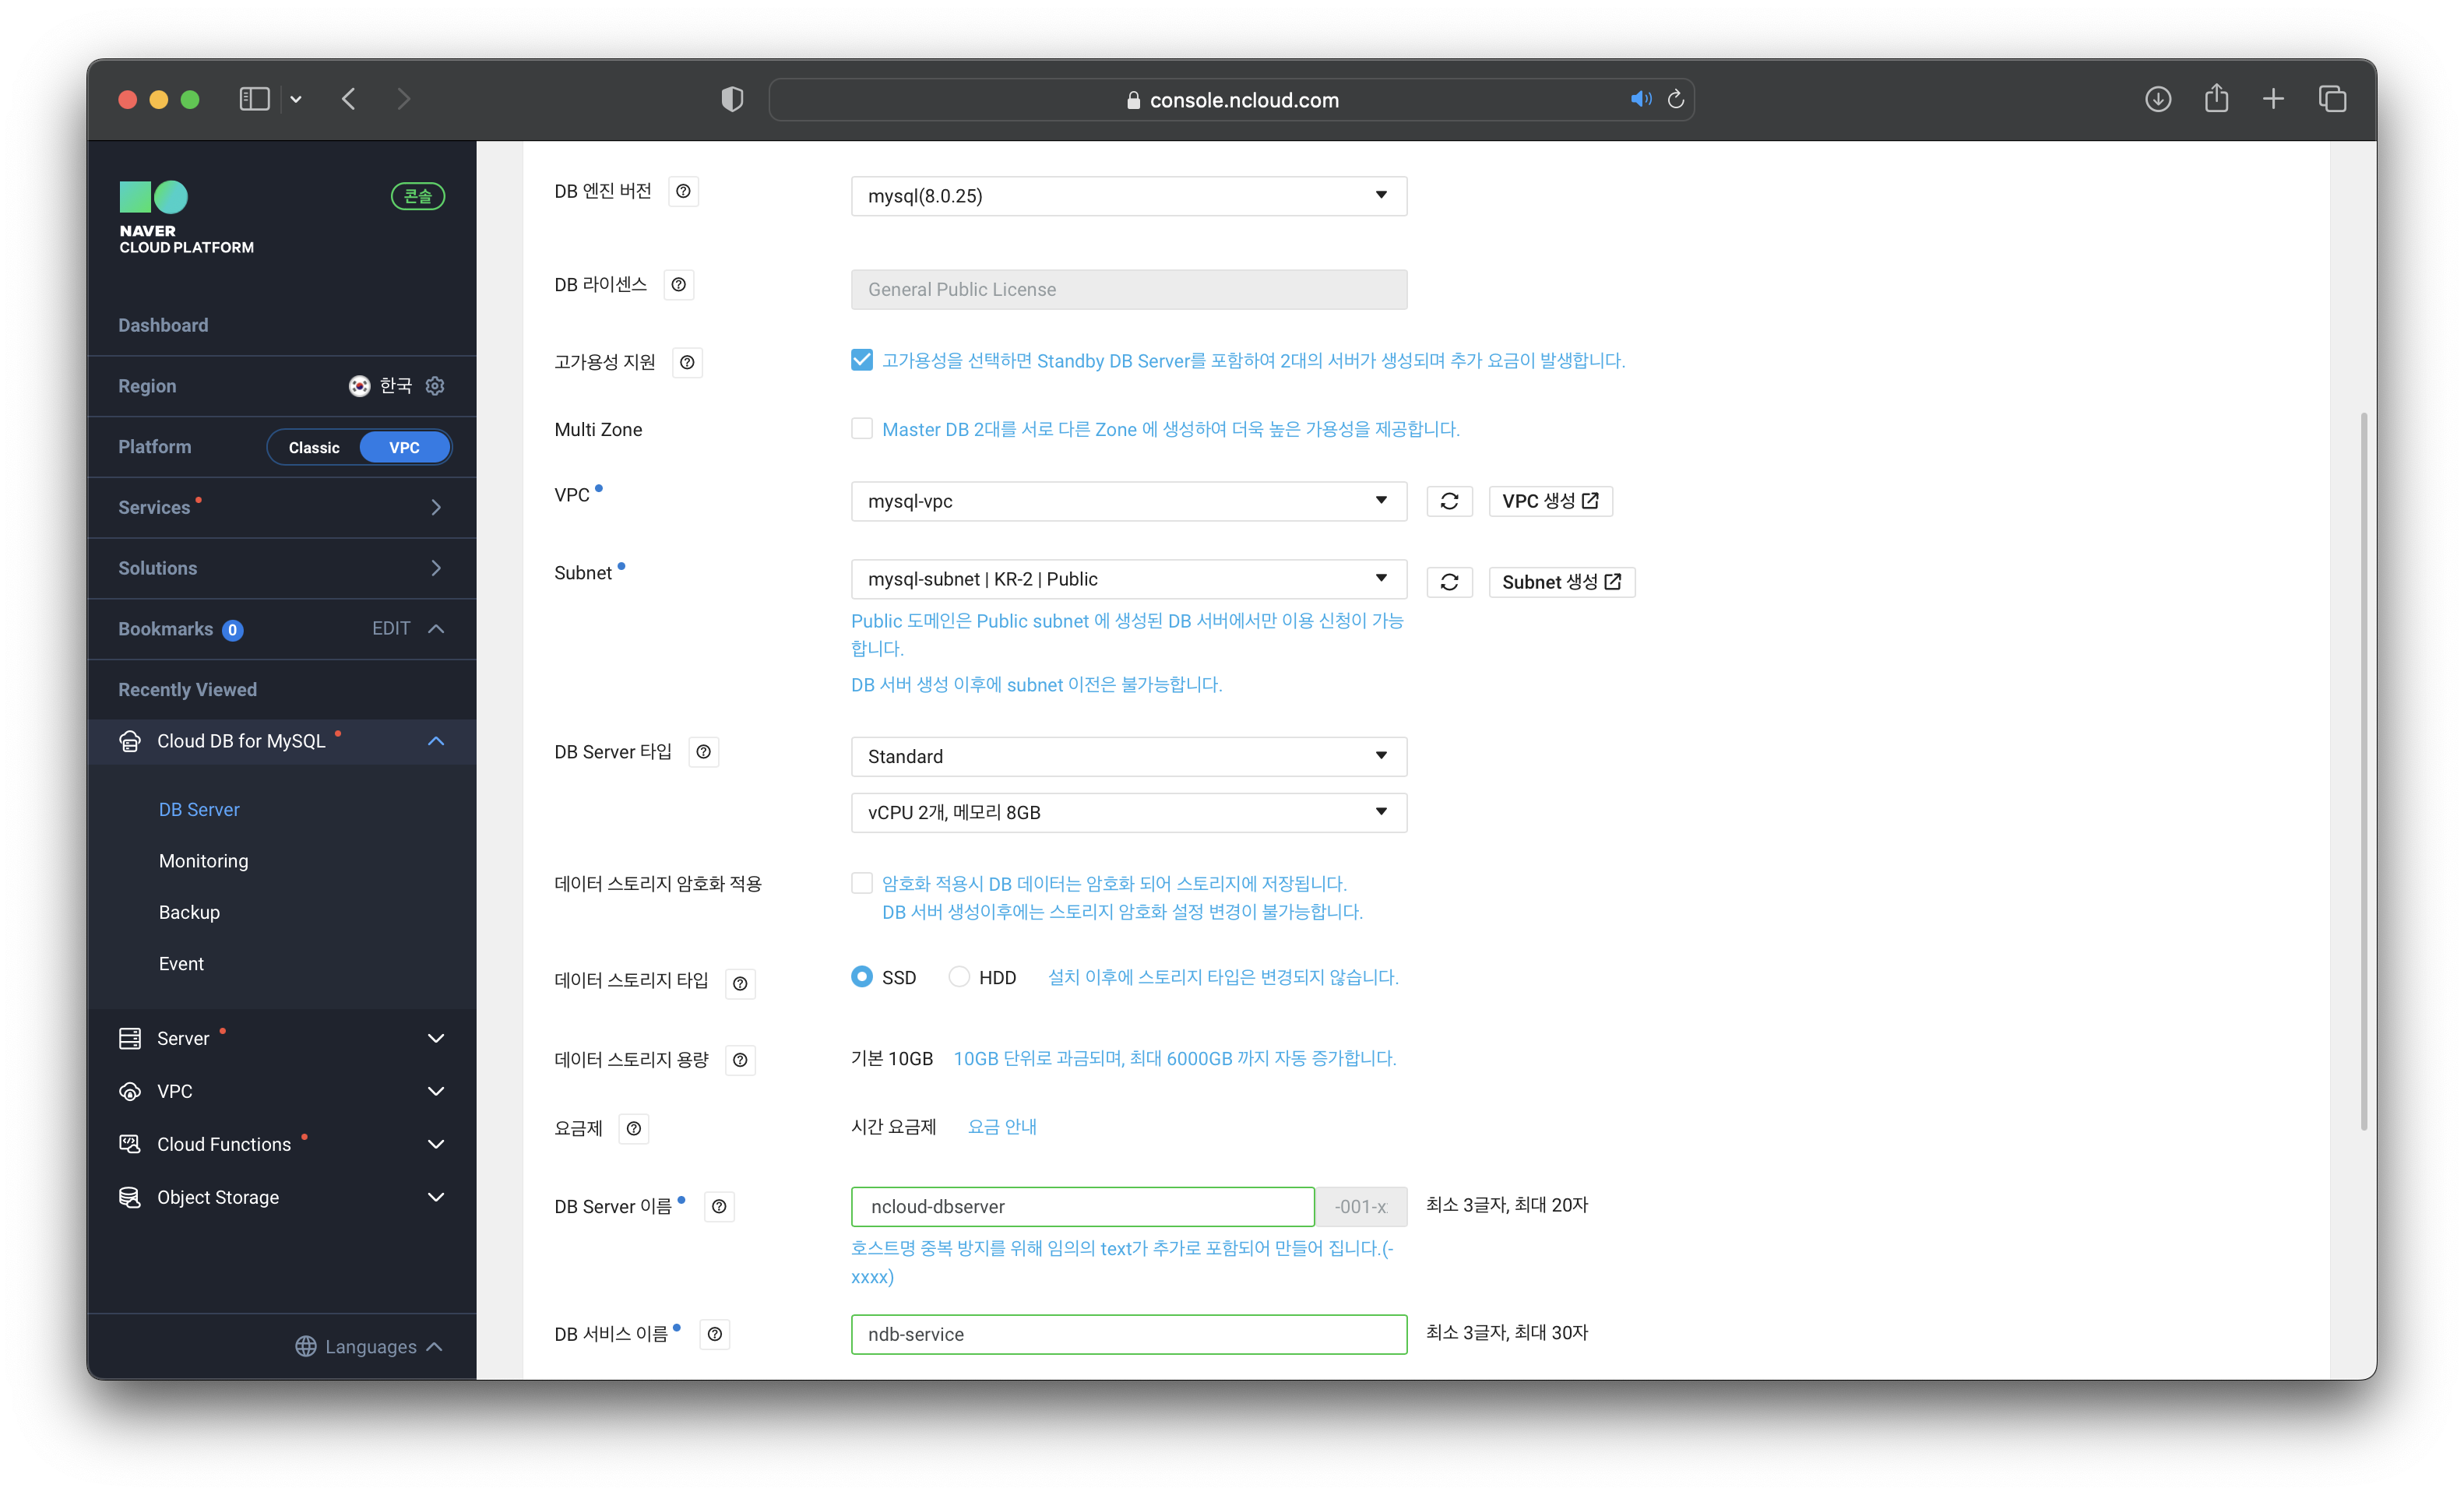 console.ncloud.com
콘솔
NAVER
CLOUD PLATFORM
Dashboard
Region 한국
Platform Classic VPC
Services
Solutions
Bookmarks 0 EDIT
Recently Viewed
Cloud DB for MySQL
DB Server
Monitoring
Backup
Event
Server
VPC
Cloud Functions
Object Storage
Languages
DB 엔진 버전 mysql(8.0.25)
DB 라이센스 General Public License
고가용성 지원 고가용성을 선택하면 Standby DB Server를 포함하여 2대의 서버가 생성되며 추가 요금이 발생합니다.
Multi Zone Master DB 2대를 서로 다른 Zone 에 생성하여 더욱 높은 가용성을 제공합니다.
VPC mysql-vpc VPC 생성
Subnet mysql-subnet | KR-2 | Public Subnet 생성
Public 도메인은 Public subnet 에 생성된 DB 서버에서만 이용 신청이 가능
합니다.
DB 서버 생성 이후에 subnet 이전은 불가능합니다.
DB Server 타입 Standard
vCPU 2개, 메모리 8GB
데이터 스토리지 암호화 적용 암호화 적용시 DB 데이터는 암호화 되어 스토리지에 저장됩니다.
DB 서버 생성이후에는 스토리지 암호화 설정 변경이 불가능합니다.
데이터 스토리지 타입 SSD HDD 설치 이후에 스토리지 타입은 변경되지 않습니다.
데이터 스토리지 용량 기본 10GB 10GB 단위로 과금되며, 최대 6000GB 까지 자동 증가합니다.
요금제 시간 요금제 요금 안내
DB Server 이름 ncloud-dbserver -001-x 최소 3글자, 최대 20자
호스트명 중복 방지를 위해 임의의 text가 추가로 포함되어 만들어 집니다.(-
xxxx)
DB 서비스 이름 ndb-service 최소 3글자, 최대 30자